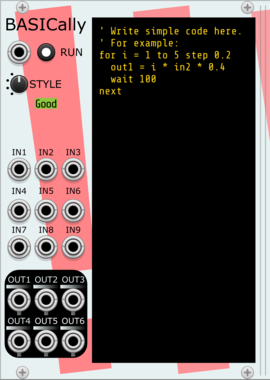 BASICally
RUN
STYLE
Good
IN1 IN2 IN3
IN4 IN5 IN6
IN7 IN8 IN9
OUT1 OUT2 OUT3
OUT4 OUT5 OUT6
' Write simple code here.
' For example:
for i = 1 to 5 step 0.2
  out1 = i * in2 * 0.4
  wait 100
next